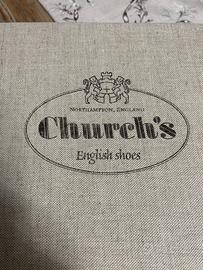 NORTHAMPTON, ENGLAND
Church's
English shoes